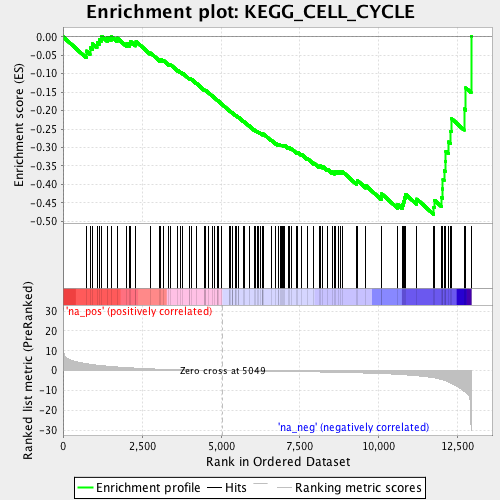 Enrichment plot: KEGG_CELL_CYCLE
Enrichment score (ES)
0.00
-0.05
-0.10
-0.15
-0.20
-0.25
-0.30
-0.35
-0.40
-0.45
-0.50
'na_pos' (positively correlated)
Ranked list metric (PreRanked)
30
20
10
0
-10
-20
-30
Zero cross at 5049
'na_neg' (negatively correlated)
0 2,500 5,000 7,500 10,000 12,500
Rank in Ordered Dataset
Enrichment profile Hits Ranking metric scores